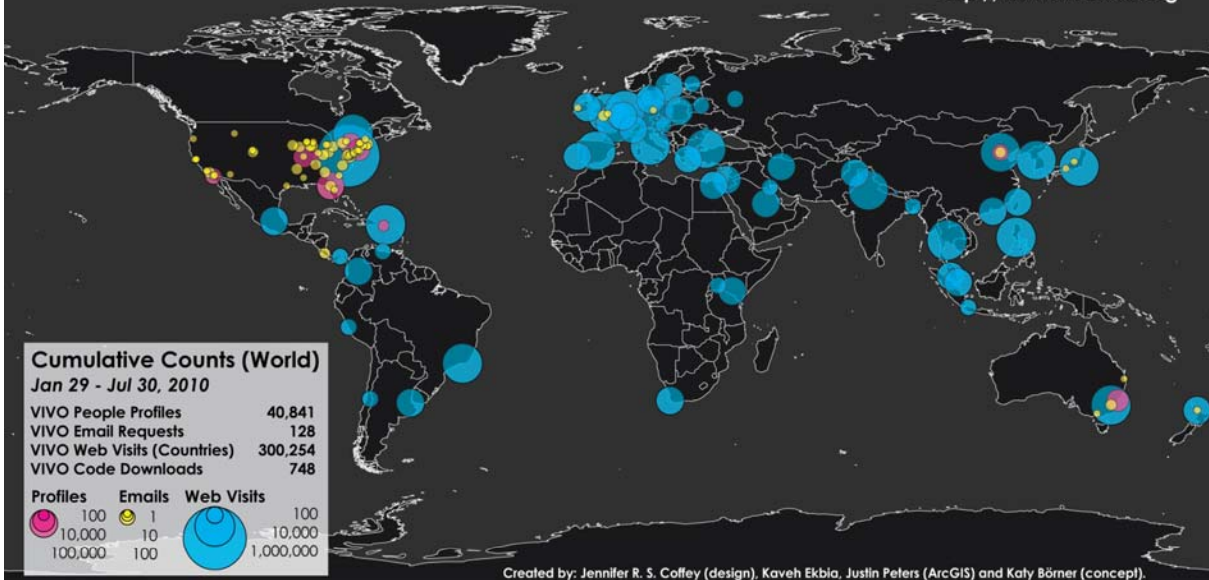 Cumulative Counts (World)
Jan 29 - Jul 30, 2010
VIVO People Profiles 40,841
VIVO Email Requests 128
VIVO Web Visits (Countries) 300,254
VIVO Code Downloads 748
Profiles Emails Web Visits
100 1 100
10,000 10 10,000
100,000 100 1,000,000
Created by: Jennifer R. S. Coffey (design), Kaveh Ekbia, Justin Peters (ArcGIS) and Katy Börner (concept).